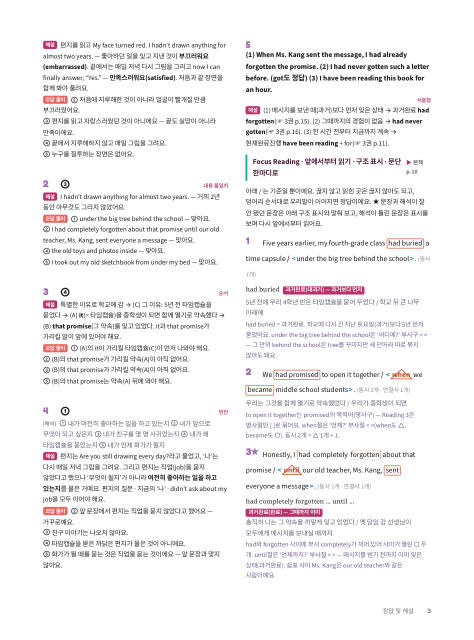 해설 편지를 읽고 My face turned red. I hadn't drawn anything for
almost two years. — 좋아하던 일을 잊고 지낸 것이 부끄러워요
(embarrassed). 끝에서는 매일 저녁 다시 그림을 그리고 now I can
finally answer, "Yes." — 만족스러워요(satisfied). 처음과 끝 장면을
함께 봐야 풀려요.
오답 풀이 ① 처음에 지루해한 것이 아니라 얼굴이 빨개질 만큼
부끄러웠어요.
③ 편지를 읽고 자랑스러웠던 것이 아니에요 — 끝도 실망이 아니라
만족이에요.
④ 끝에서 지루해하지 않고 매일 그림을 그려요.
⑤ 누구를 질투하는 장면은 없어요.
2 ③ 내용 불일치
해설 I hadn't drawn anything for almost two years. — 거의 2년
동안 아무것도 그리지 않았어요.
오답 풀이 ① under the big tree behind the school — 맞아요.
② I had completely forgotten about that promise until our old
teacher, Ms. Kang, sent everyone a message — 맞아요.
④ the old toys and photos inside — 맞아요.
⑤ I took out my sketchbook from under my bed — 맞아요.
3 ④ 순서
해설 특별한 이유로 학교에 감 → (C) 그 이유: 5년 전 타임캡슐을
묻었다 → (A) it(= 타임캡슐)을 중학생이 되면 함께 열기로 약속했다 →
(B) that promise(그 약속)를 잊고 있었다. it과 that promise가
가리킬 말이 앞에 있어야 해요.
오답 풀이 ① (A)의 it이 가리킬 타임캡슐(C)이 먼저 나와야 해요.
② (B)의 that promise가 가리킬 약속(A)이 아직 없어요.
③ (B)의 that promise가 가리킬 약속(A)이 아직 없어요.
⑤ (B)의 that promise는 약속(A) 뒤에 와야 해요.
4 ① 빈칸
[해석] ① 내가 여전히 좋아하는 일을 하고 있는지 ② 내가 앞으로
무엇이 되고 싶은지 ③ 내가 친구를 몇 명 사귀었는지 ④ 내가 왜
타임캡슐을 묻었는지 ⑤ 내가 언제 화가가 될지
해설 편지는 Are you still drawing every day?라고 물었고, '나'는
다시 매일 저녁 그림을 그려요. 그리고 편지는 직업(job)을 묻지
않았다고 했으니 '무엇이 될지'가 아니라 여전히 좋아하는 일을 하고
있는지를 물은 거예요. 편지의 질문 · 지금의 '나' · didn't ask about my
job을 모두 이어야 해요.
오답 풀이 ② 앞 문장에서 편지는 직업을 묻지 않았다고 했어요 —
거꾸로예요.
③ 친구 이야기는 나오지 않아요.
④ 타임캡슐을 묻은 까닭은 편지가 물은 것이 아니에요.
⑤ 화가가 될 때를 묻는 것은 직업을 묻는 것이에요 — 앞 문장과 맞지
않아요.
5
(1) When Ms. Kang sent the message, I had already
forgotten the promise. (2) I had never gotten such a letter
before. (got도 정답) (3) I have been reading this book for
an hour.
서술형
해설 (1) 메시지를 보낸 때(과거)보다 먼저 잊은 상태 → 과거완료 had
forgotten(☞ 3권 p.15). (2) 그때까지의 경험이 없음 → had never
gotten(☞ 3권 p.16). (3) 한 시간 전부터 지금까지 계속 →
현재완료진행 have been reading + for(☞ 3권 p.11).
Focus Reading · 앞에서부터 읽기 · 구조 표시 · 문단
한마디로
▶ 본책
p.10
아래 / 는 기준일 뿐이에요. 끊지 않고 읽힌 곳은 끊지 않아도 되고,
덩어리 순서대로 우리말이 이어지면 정답이에요. ★ 문장과 해석이 잘
안 됐던 문장은 아래 구조 표시와 맞춰 보고, 해석이 틀린 문장은 표시를
보며 다시 앞에서부터 읽어요.
1 Five years earlier, my fourth-grade class had buried a
time capsule / < under the big tree behind the school>. (동사
1개)
had buried 과거완료(대과거) — 과거보다 먼저
5년 전에 우리 4학년 반은 타임캡슐을 묻어 두었다 / 학교 뒤 큰 나무
아래에
had buried = 과거완료. 학교에 다시 간 지난 토요일(과거)보다 5년 먼저
묻었어요. under the big tree behind the school은 '어디에?' 부사구 < >
— 그 안의 behind the school은 tree를 꾸미지만 세 단어라 따로 묶지
않아도 돼요.
2 We had promised to open it together / < when we
became middle school students>. (동사 2개 · 연결사 1개)
우리는 그것을 함께 열기로 약속했었다 / 우리가 중학생이 되면
to open it together는 promised의 목적어(명사구) — Reading 3은
명사절만 [ ]로 묶어요. when절은 '언제?' 부사절 < >(when도 △,
became도 □). 동사 2개 = △ 1개 + 1.
3★ Honestly, I had completely forgotten about that
promise / < until our old teacher, Ms. Kang, sent
everyone a message>. (동사 2개 · 연결사 1개)
had completely forgotten ... until ...
과거완료(완료) — 그때까지 이미
솔직히 나는 그 약속을 까맣게 잊고 있었다 / 옛 담임 강 선생님이
모두에게 메시지를 보내실 때까지
had와 forgotten 사이에 부사 completely가 끼어 있어 사이가 열린 □ 두
개. until절은 '언제까지?' 부사절 < > — 메시지를 받기 전까지 이미 잊은
상태(과거완료). 쉼표 사이 Ms. Kang은 our old teacher와 같은
사람이에요.
정답 및 해설 3